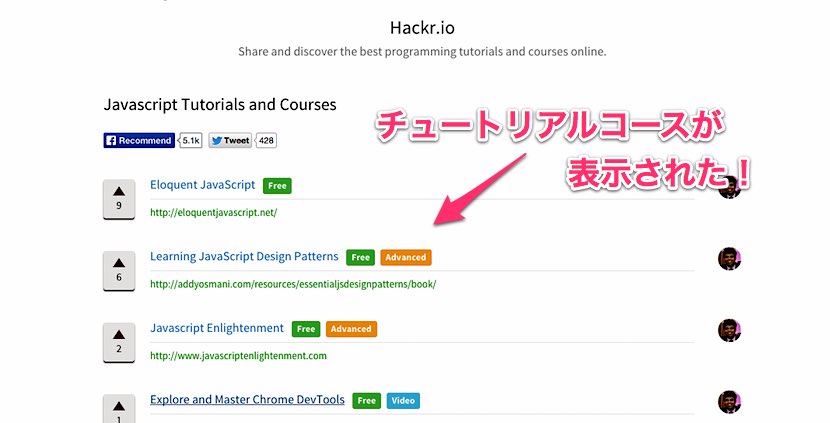 Hackr.io
Share and discover the best programming tutorials and courses online.
Javascript Tutorials and Courses
Recommend 5.1k Tweet 428
チュートリアルコースが
表示された！
Eloquent JavaScript Free
9
http://eloquentjavascript.net/
Learning JavaScript Design Patterns Free Advanced
6
http://addyosmani.com/resources/essentialjsdesignpatterns/book/
Javascript Enlightenment Free Advanced
2
http://www.javascriptenlightenment.com
Explore and Master Chrome DevTools Free Video
1